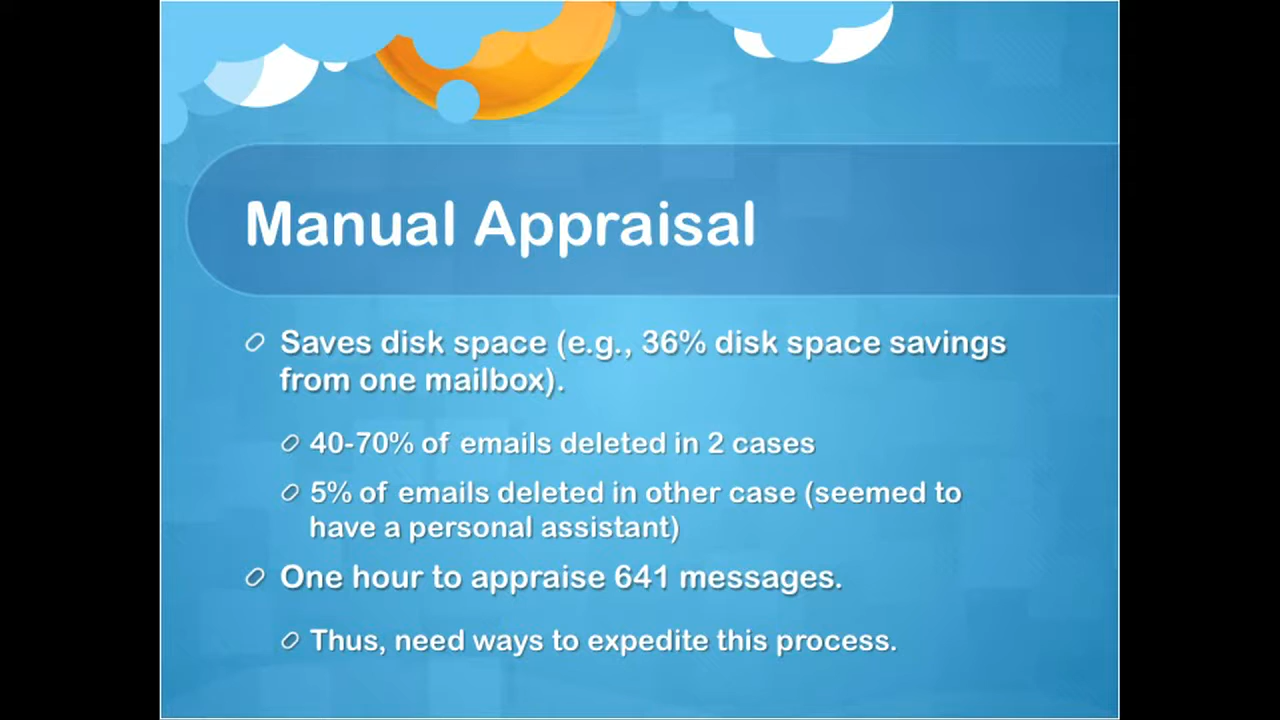 Manual Appraisal
Saves disk space (e.g., 36% disk space savings
from one mailbox).
40-70% of emails deleted in 2 cases
5% of emails deleted in other case (seemed to
have a personal assistant)
One hour to appraise 641 messages.
Thus, need ways to expedite this process.